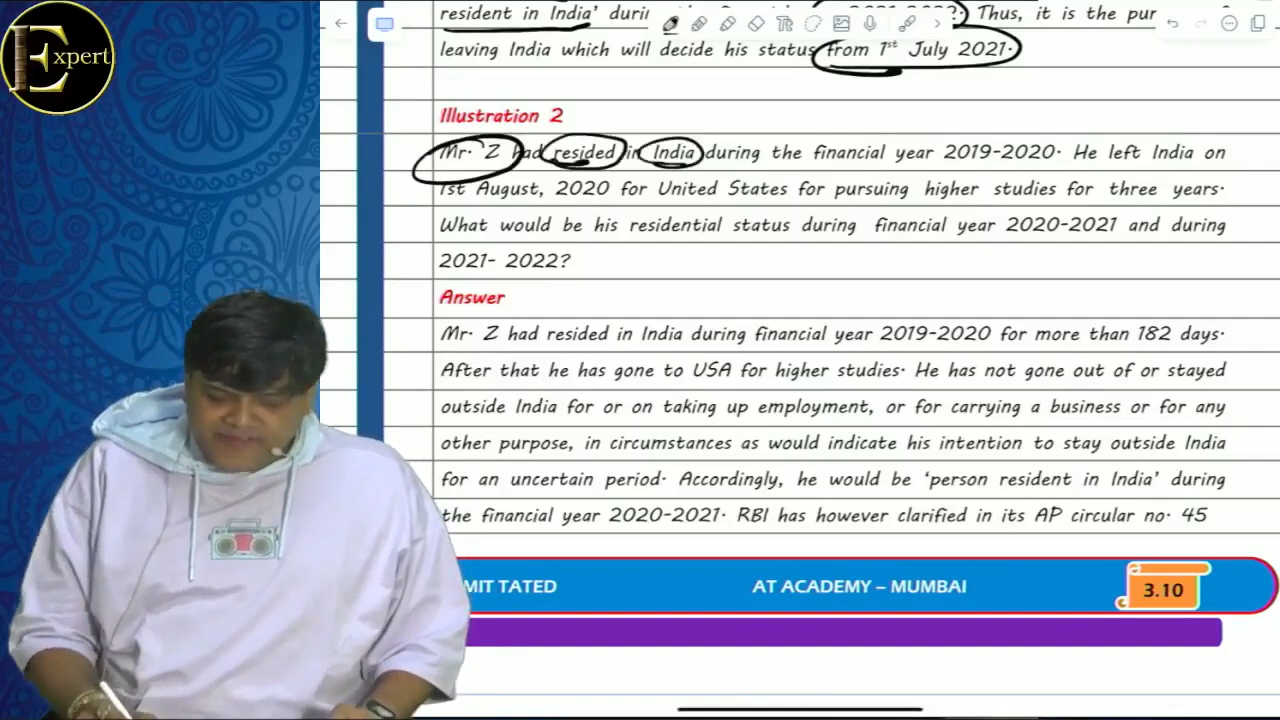 Expert
resident in India'
Thus, it is the
leaving India which will decide his status from 1st July 2021.
Illustration 2
Mr. Z had resided in India during the financial year 2019-2020. He left India on
1st August, 2020 for United States for pursuing higher studies for three years.
What would be his residential status during financial year 2020-2021 and during
2021- 2022?
Answer
Mr. Z had resided in India during financial year 2019-2020 for more than 182 days.
After that he has gone to USA for higher studies. He has not gone out of or stayed
outside India for or on taking up employment, or for carrying a business or for any
other purpose, in circumstances as would indicate his intention to stay outside India
for an uncertain period. Accordingly, he would be 'person resident in India' during
the financial year 2020-2021. RBI has however clarified in its AP circular no. 45
MIT TATED
AT ACADEMY – MUMBAI
3.10